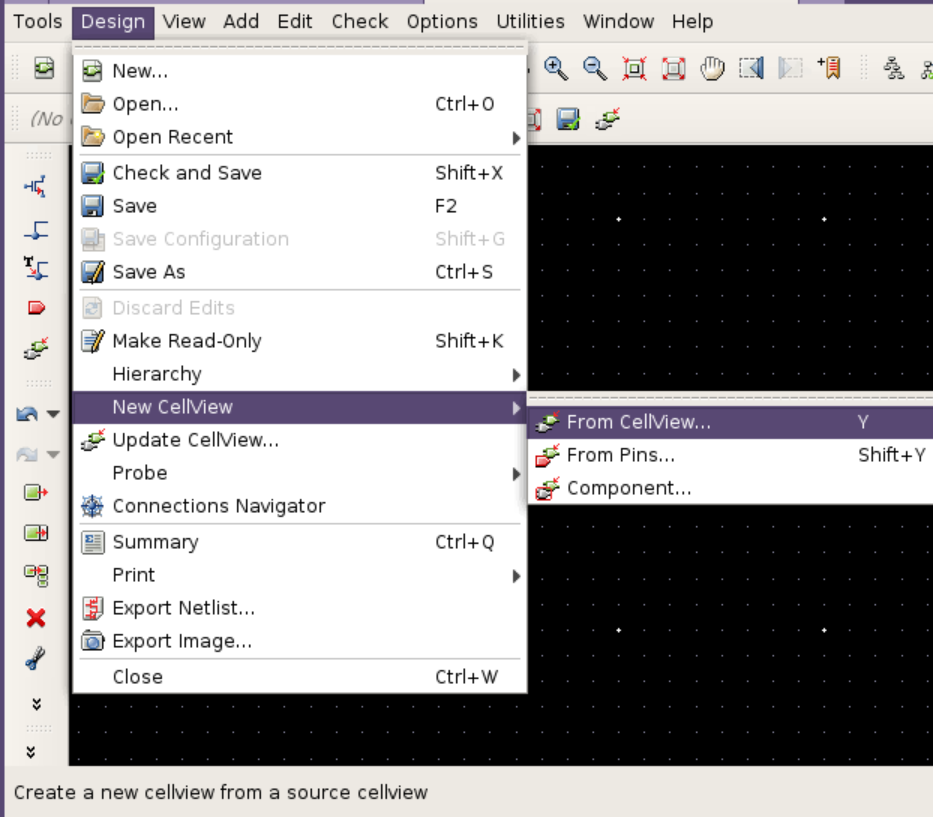 Tools Design View Add Edit Check Options Utilities Window Help
New...
Open... Ctrl+O
(No
Open Recent
Check and Save Shift+X
Save F2
Save Configuration Shift+G
Save As Ctrl+S
Discard Edits
Make Read-Only Shift+K
Hierarchy
New CellView
From CellView... Y
Update CellView...
From Pins... Shift+Y
Probe
Component...
Connections Navigator
Summary Ctrl+Q
Print
Export Netlist...
Export Image...
Close Ctrl+W
Create a new cellview from a source cellview